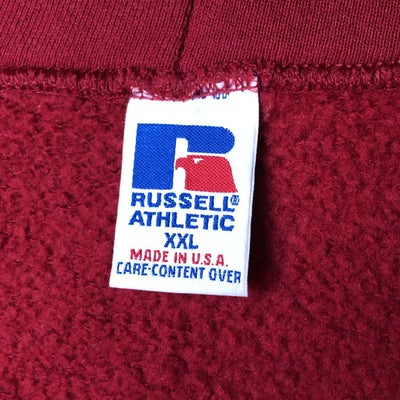 RUSSELL®
ATHLETIC
XXL
MADE IN U.S.A.
CARE-CONTENT OVER